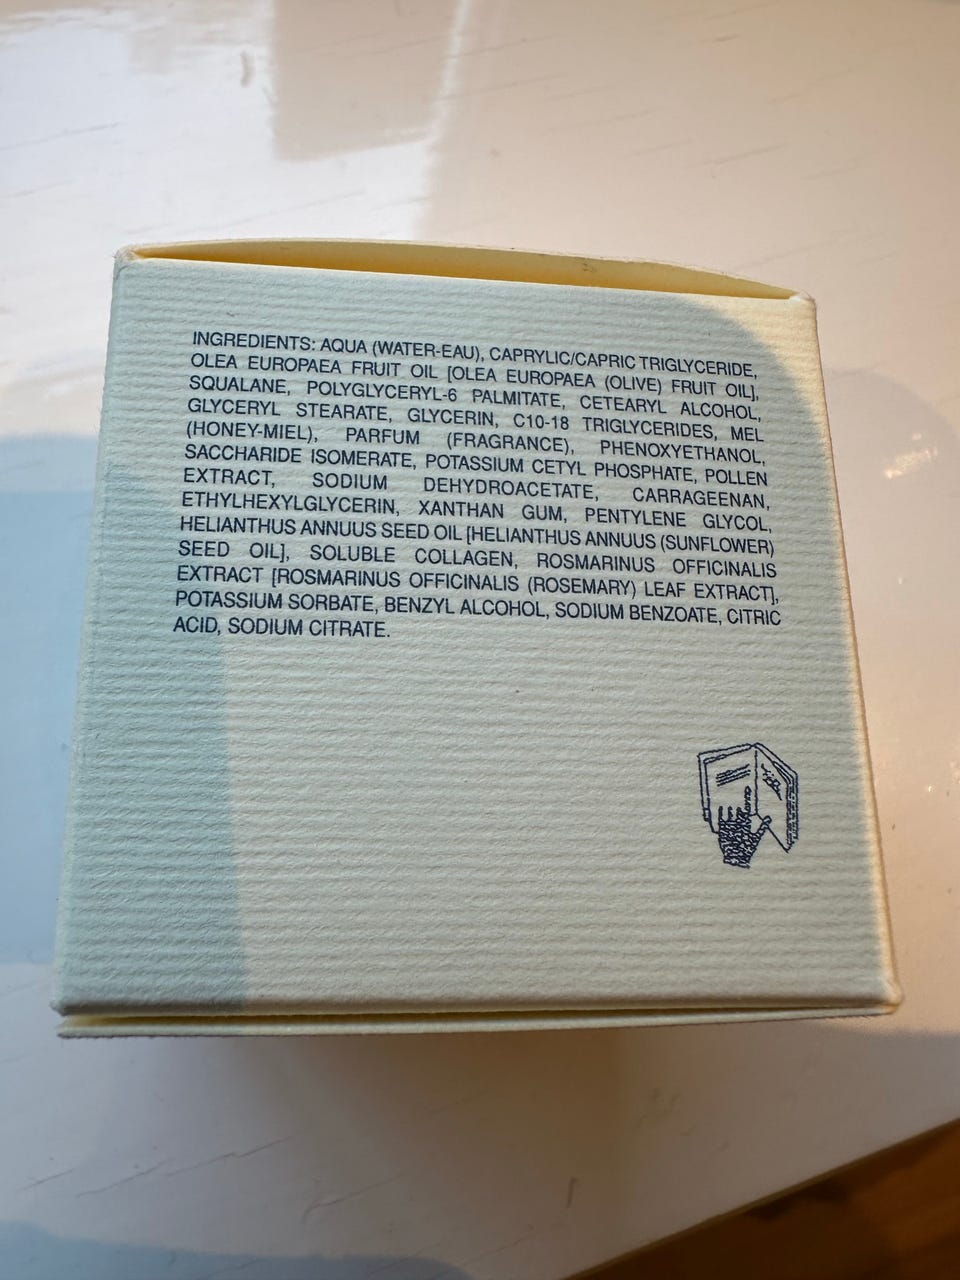 INGREDIENTS: AQUA (WATER-EAU), CAPRYLIC/CAPRIC TRIGLYCERIDE,
OLEA EUROPAEA FRUIT OIL [OLEA EUROPAEA (OLIVE) FRUIT OIL],
SQUALANE, POLYGLYCERYL-6 PALMITATE, CETEARYL ALCOHOL,
GLYCERYL STEARATE, GLYCERIN, C10-18 TRIGLYCERIDES, MEL
(HONEY-MIEL), PARFUM (FRAGRANCE), PHENOXYETHANOL,
SACCHARIDE ISOMERATE, POTASSIUM CETYL PHOSPHATE, POLLEN
EXTRACT, SODIUM DEHYDROACETATE, CARRAGEENAN,
ETHYLHEXYLGLYCERIN, XANTHAN GUM, PENTYLENE GLYCOL,
HELIANTHUS ANNUUS SEED OIL [HELIANTHUS ANNUUS (SUNFLOWER)
SEED OIL], SOLUBLE COLLAGEN, ROSMARINUS OFFICINALIS
EXTRACT [ROSMARINUS OFFICINALIS (ROSEMARY) LEAF EXTRACT],
POTASSIUM SORBATE, BENZYL ALCOHOL, SODIUM BENZOATE, CITRIC
ACID, SODIUM CITRATE.